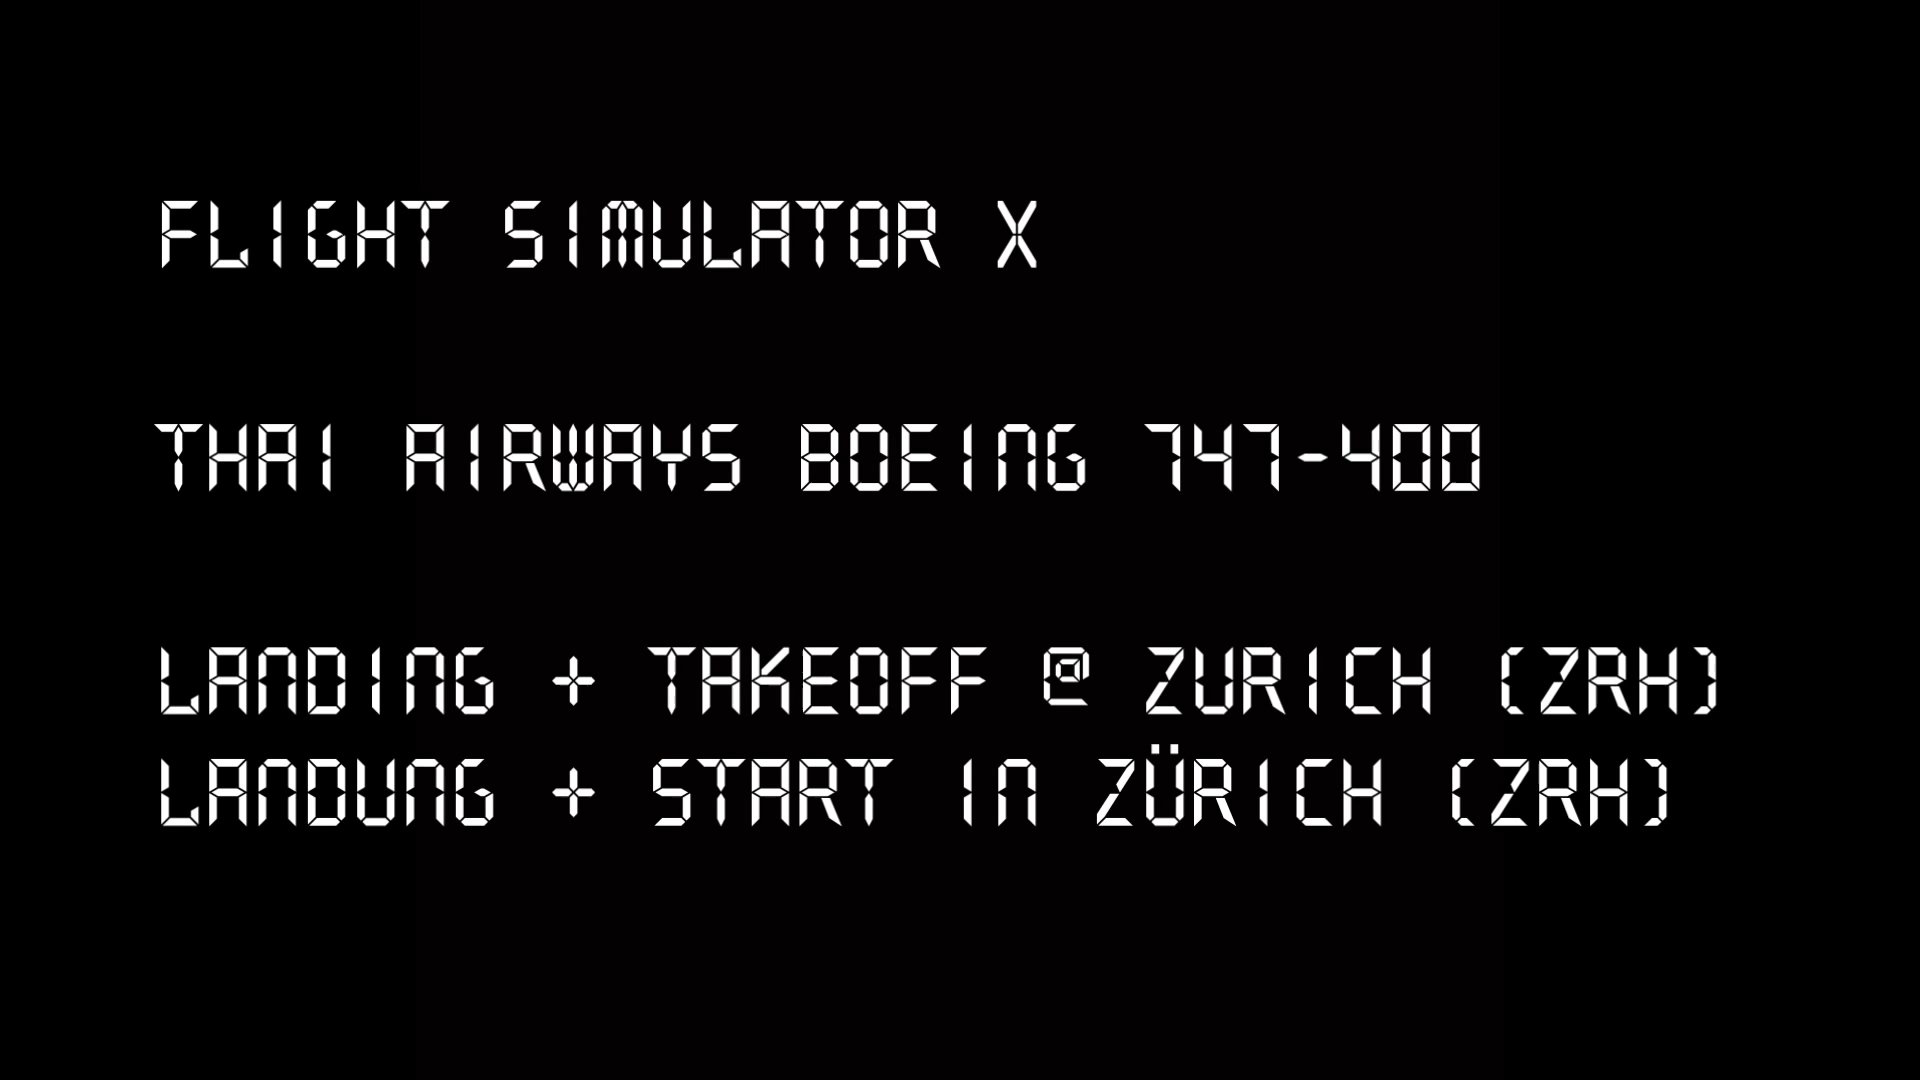 FLIGHT SIMULATOR X
THAI AIRWAYS BOEING 747-400
LANDING + TAKEOFF @ ZURICH (ZRH)
LANDUNG + START IN ZÜRICH (ZRH)